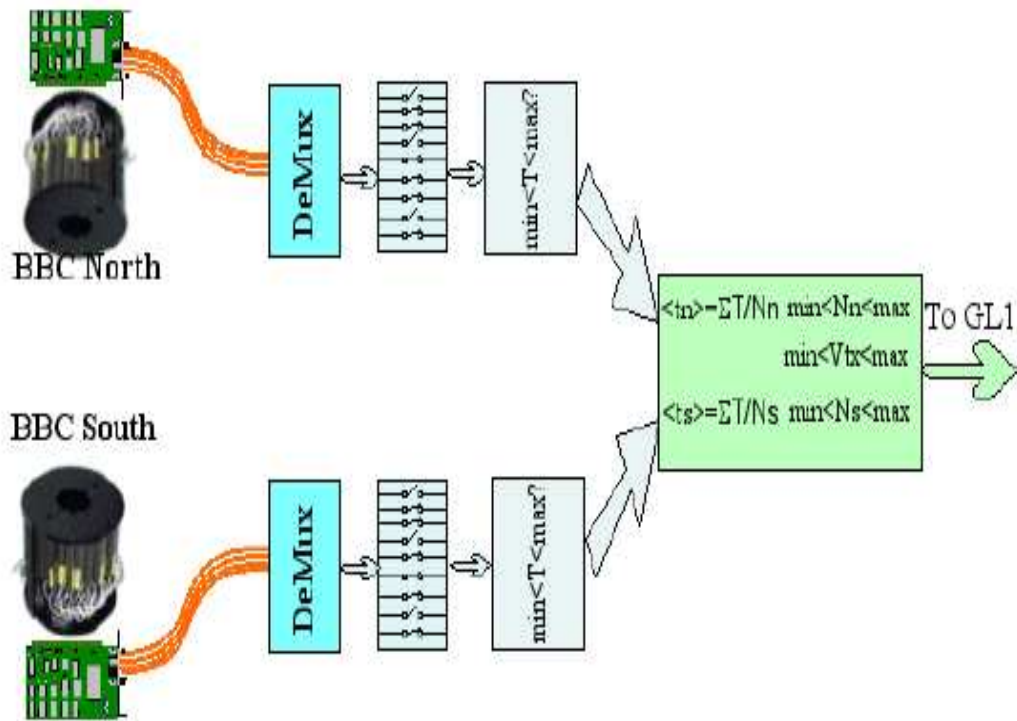 BBC North
DeMux
min<T<max?
<tn>=ΣT/Nn min<Nn<max
min<Vtx<max
<ts>=ΣT/Ns min<Ns<max
To GL1
BBC South
DeMux
min<T<max?